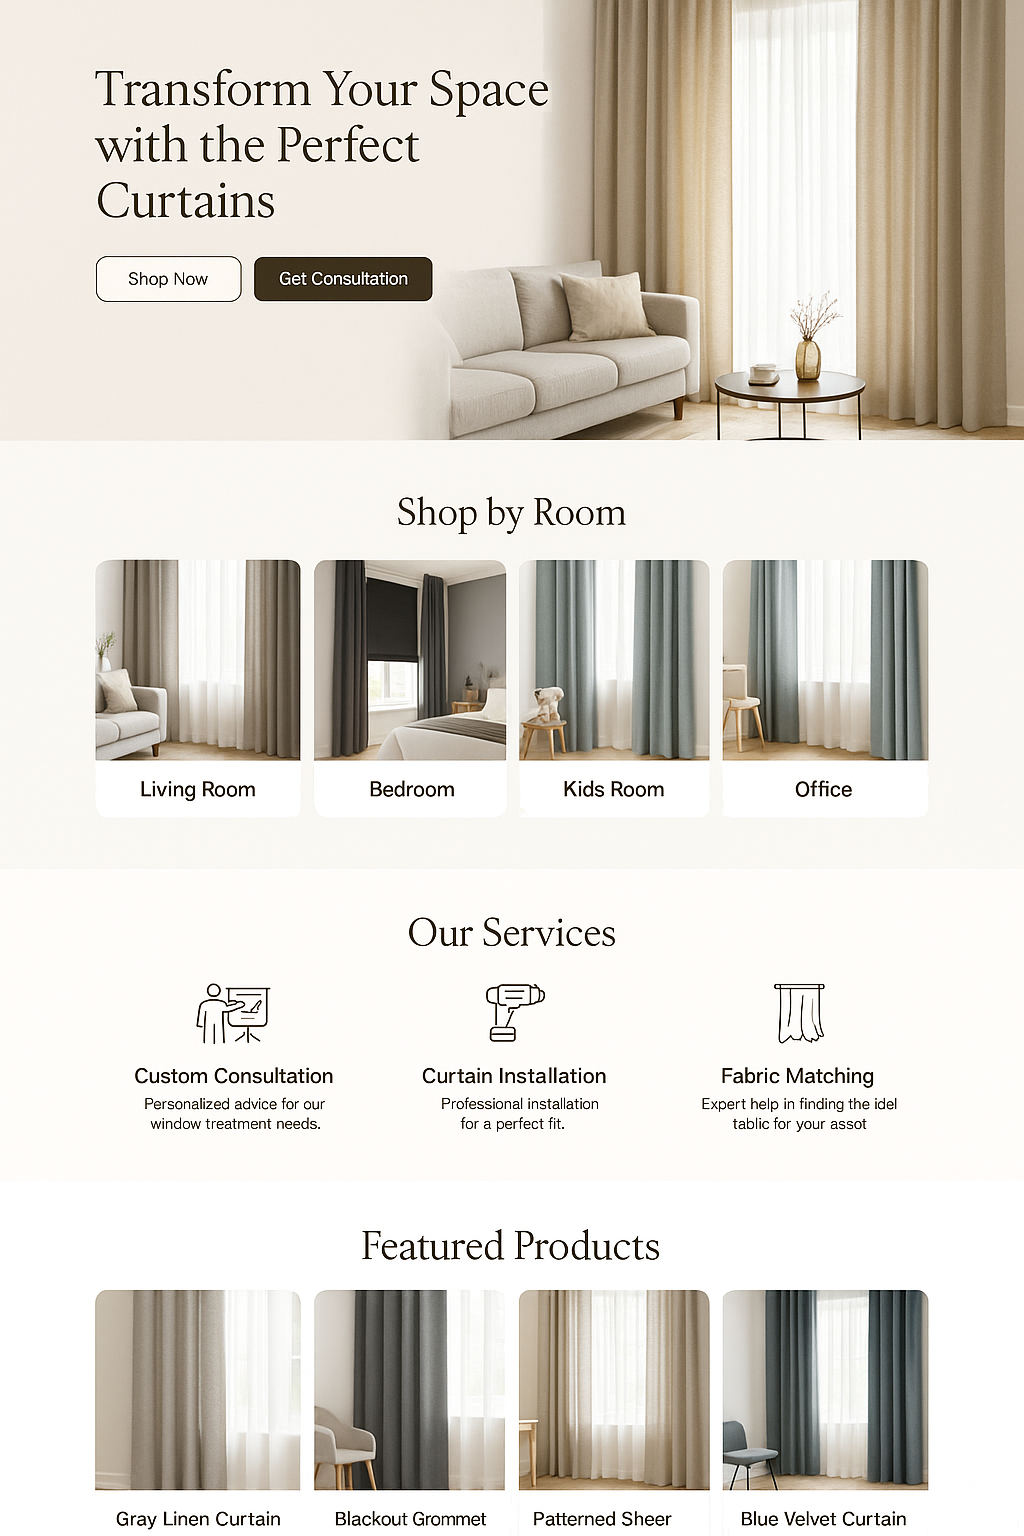 Transform Your Space
with the Perfect
Curtains
Shop Now
Get Consultation
Shop by Room
Living Room
Bedroom
Kids Room
Office
Our Services
Custom Consultation
Personalized advice for our
window treatment needs.
Curtain Installation
Professional installation
for a perfect fit.
Fabric Matching
Expert help in finding the idel
tablic for your assot
Featured Products
Gray Linen Curtain
Blackout Grommet
Patterned Sheer
Blue Velvet Curtain